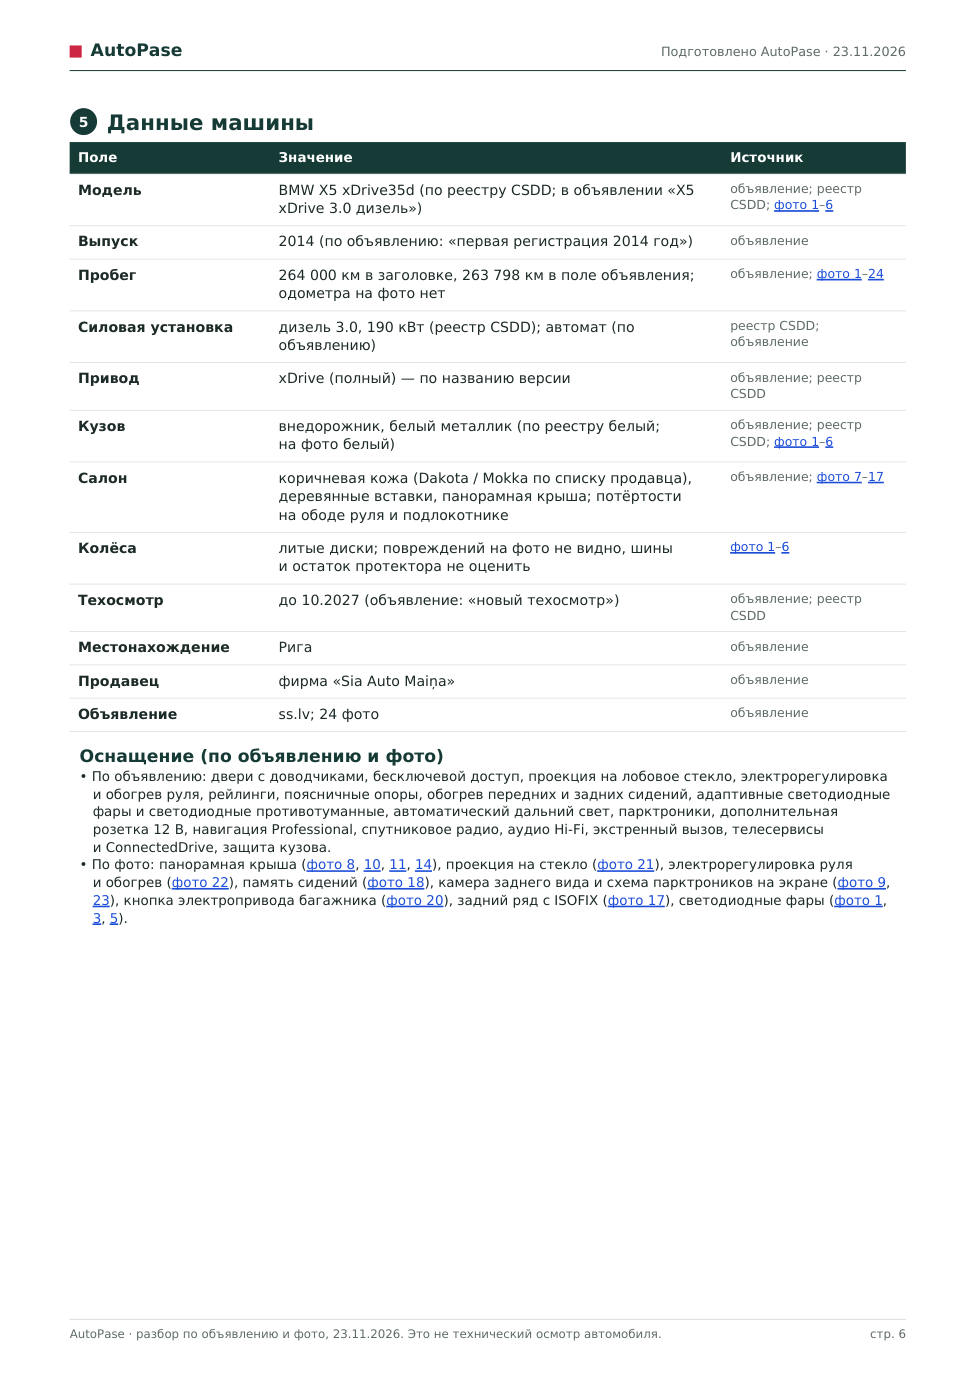 AutoPase
Подготовлено AutoPase · 23.11.2026
5 Данные машины
Поле Значение Источник
Модель BMW X5 xDrive35d (по реестру CSDD; в объявлении «X5 xDrive 3.0 дизель») объявление; реестр CSDD; фото 1–6
Выпуск 2014 (по объявлению: «первая регистрация 2014 год») объявление
Пробег 264 000 км в заголовке, 263 798 км в поле объявления; одометра на фото нет объявление; фото 1–24
Силовая установка дизель 3.0, 190 кВт (реестр CSDD); автомат (по объявлению) реестр CSDD; объявление
Привод xDrive (полный) — по названию версии объявление; реестр CSDD
Кузов внедорожник, белый металлик (по реестру белый; на фото белый) объявление; реестр CSDD; фото 1–6
Салон коричневая кожа (Dakota / Mokka по списку продавца), деревянные вставки, панорамная крыша; потёртости на ободе руля и подлокотнике объявление; фото 7–17
Колёса литые диски; повреждений на фото не видно, шины и остаток протектора не оценить фото 1–6
Техосмотр до 10.2027 (объявление: «новый техосмотр») объявление; реестр CSDD
Местонахождение Рига объявление
Продавец фирма «Sia Auto Maiņa» объявление
Объявление ss.lv; 24 фото объявление
Оснащение (по объявлению и фото)
• По объявлению: двери с доводчиками, бесключевой доступ, проекция на лобовое стекло, электрорегулировка
и обогрев руля, рейлинги, поясничные опоры, обогрев передних и задних сидений, адаптивные светодиодные
фары и светодиодные противотуманные, автоматический дальний свет, парктроники, дополнительная
розетка 12 В, навигация Professional, спутниковое радио, аудио Hi-Fi, экстренный вызов, телесервисы
и ConnectedDrive, защита кузова.
• По фото: панорамная крыша (фото 8, 10, 11, 14), проекция на стекло (фото 21), электрорегулировка руля
и обогрев (фото 22), память сидений (фото 18), камера заднего вида и схема парктроников на экране (фото 9,
23), кнопка электропривода багажника (фото 20), задний ряд с ISOFIX (фото 17), светодиодные фары (фото 1,
3, 5).
AutoPase · разбор по объявлению и фото, 23.11.2026. Это не технический осмотр автомобиля.
стр. 6